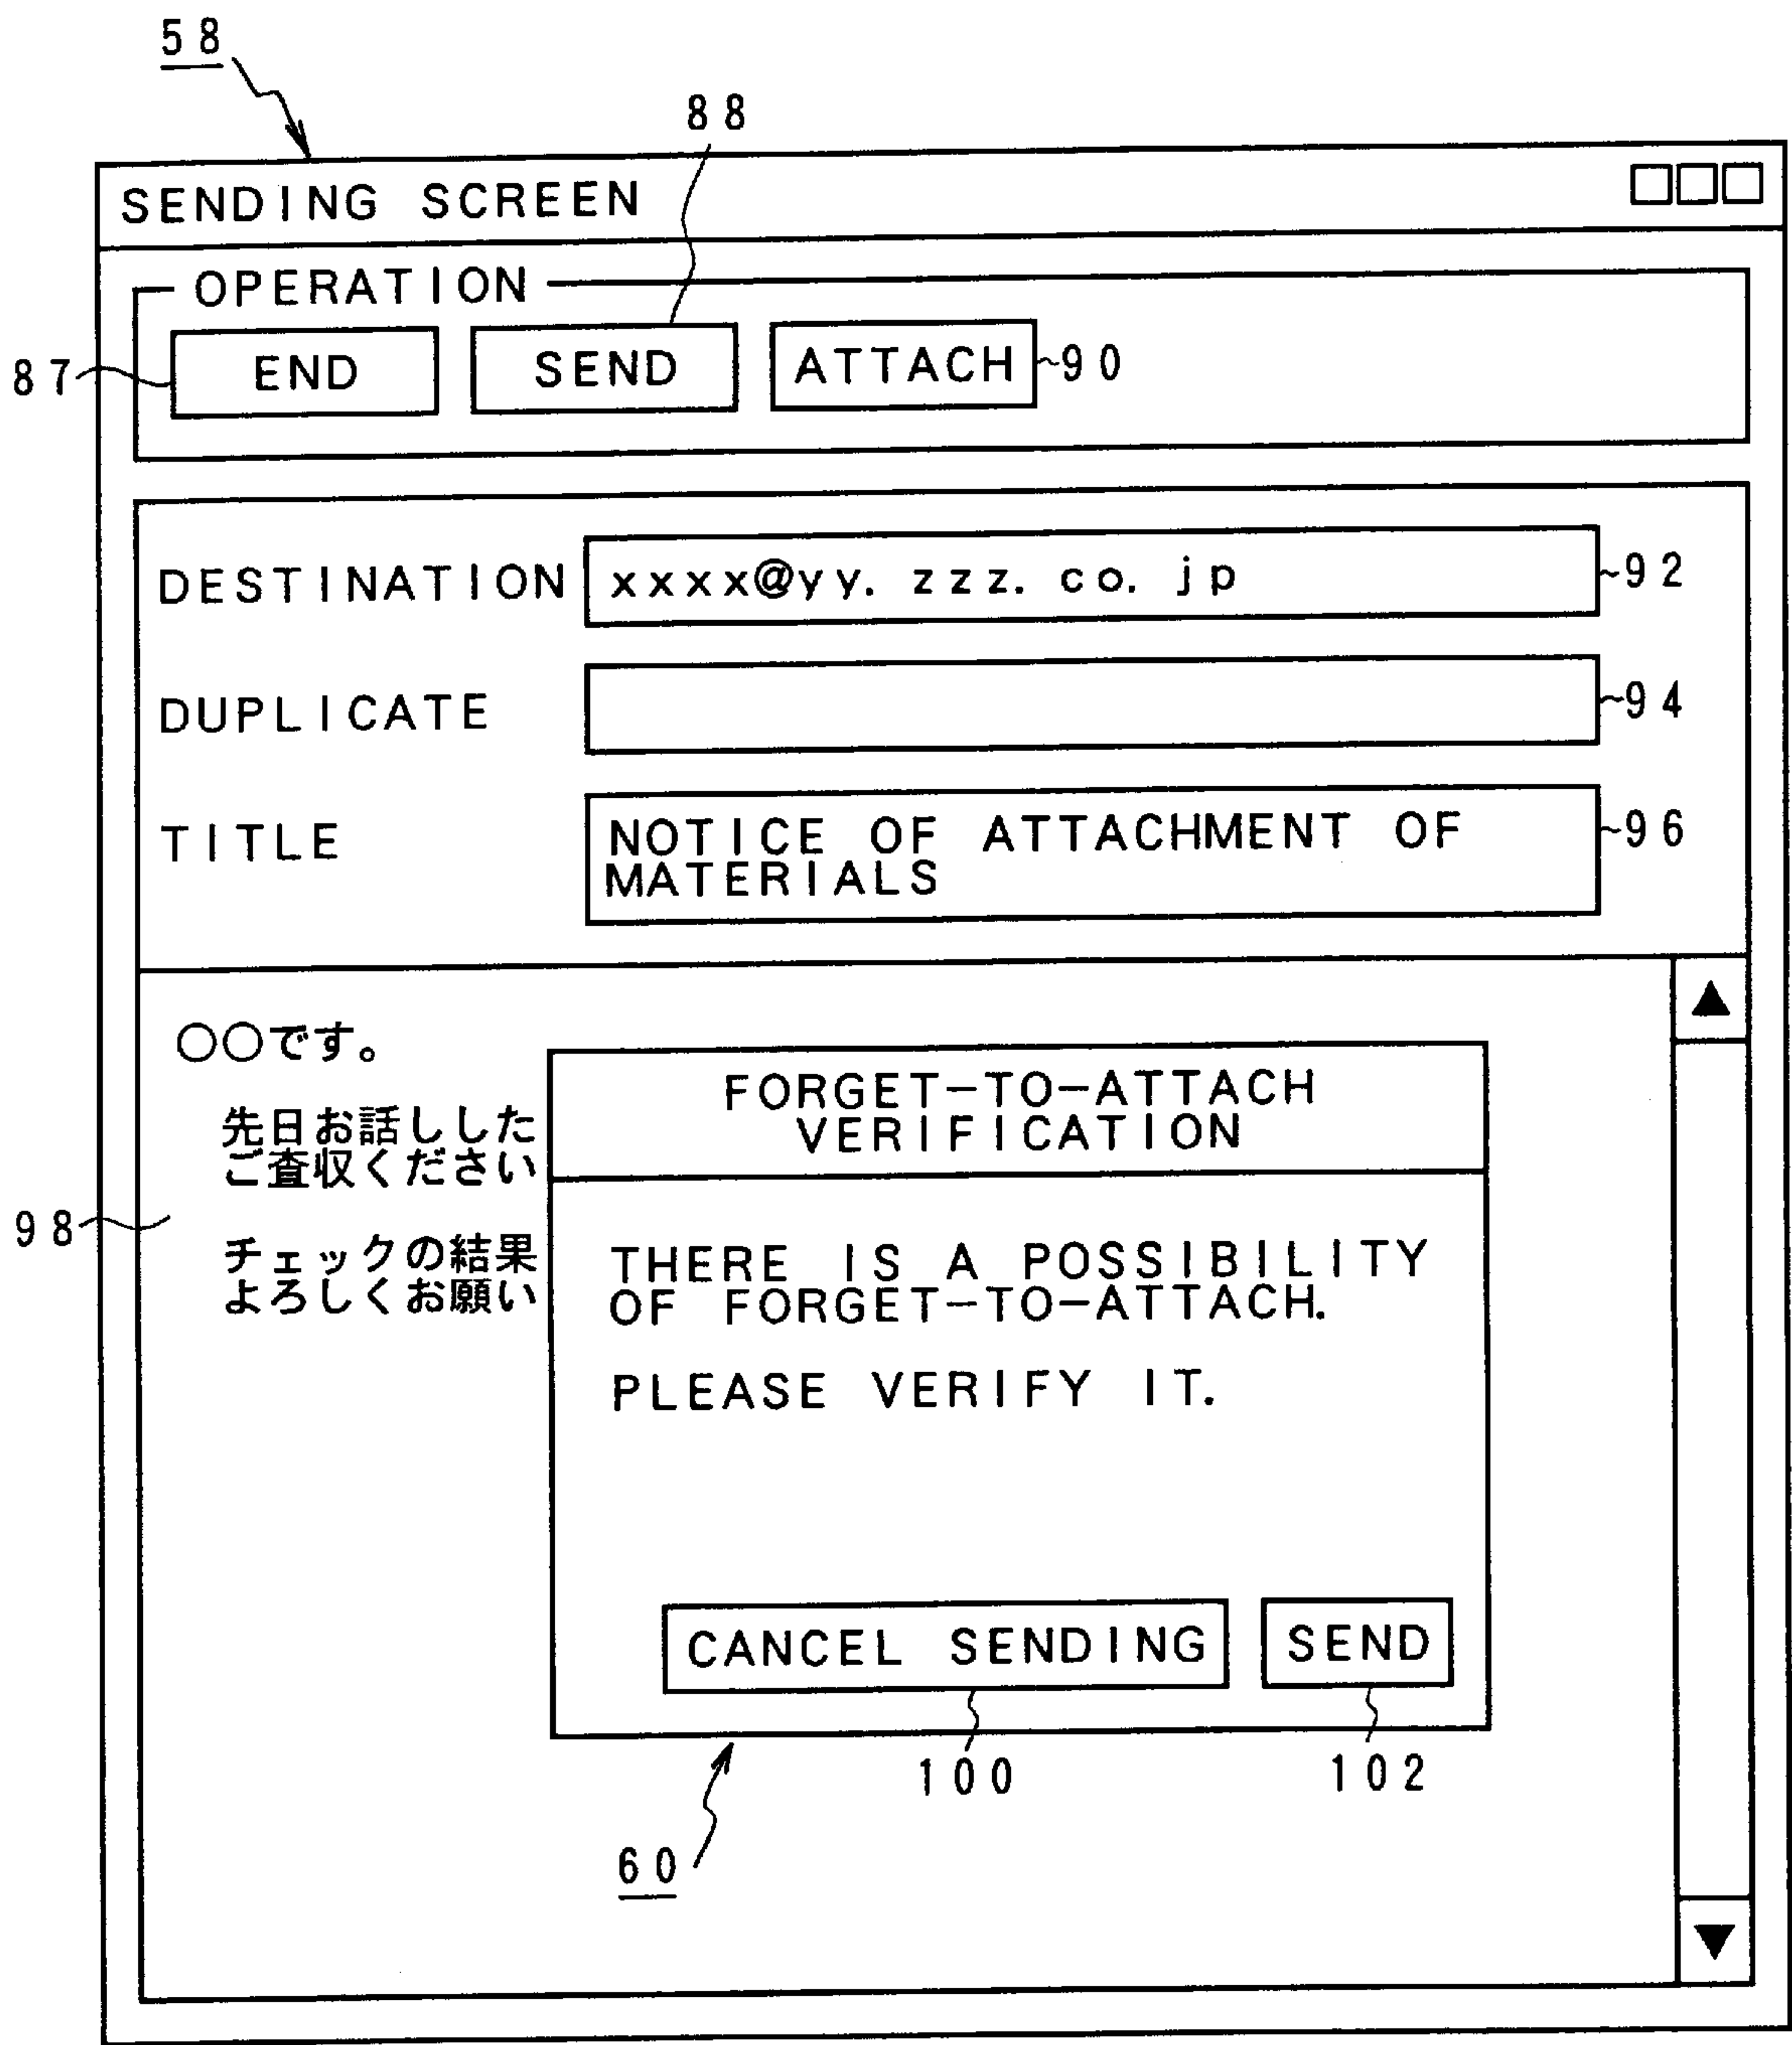 58
88
SENDING SCREEN
OPERATION
87
END
SEND
ATTACH
90
DESTINATION
xxxx@yy. zzz. co. jp
92
DUPLICATE
94
TITLE
NOTICE OF ATTACHMENT OF
MATERIALS
96
○○です。
先日お話しした
ご査収ください
チェックの結果
よろしくお願い
98
FORGET-TO-ATTACH
VERIFICATION
THERE IS A POSSIBILITY
OF FORGET-TO-ATTACH.
PLEASE VERIFY IT.
CANCEL SENDING
SEND
100
102
60